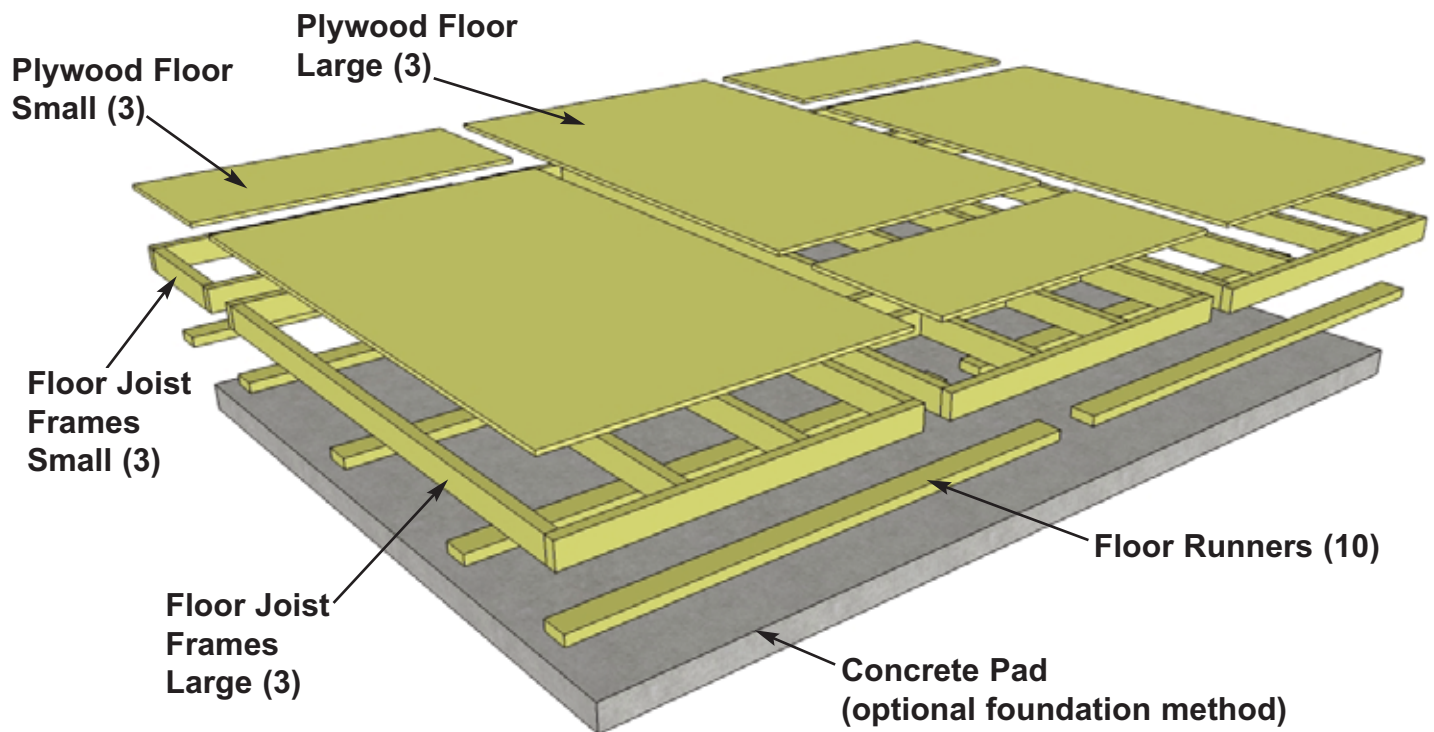 Plywood Floor
Large (3)
Plywood Floor
Small (3)
Floor Joist
Frames
Small (3)
Floor Runners (10)
Floor Joist
Frames
Large (3)
Concrete Pad
(optional foundation method)